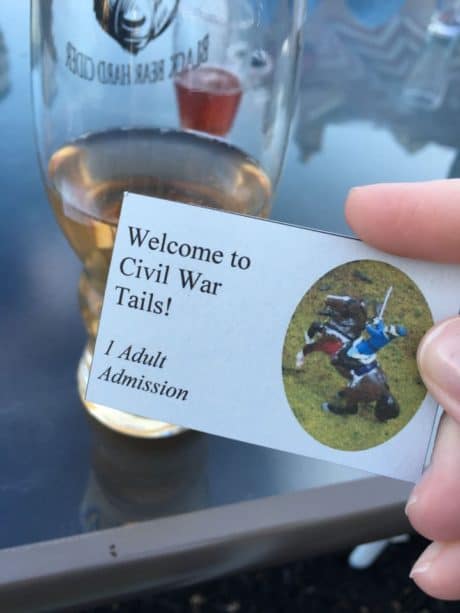 BLACK BEAR HARD CIDER
Welcome to
Civil War
Tails!
1 Adult
Admission